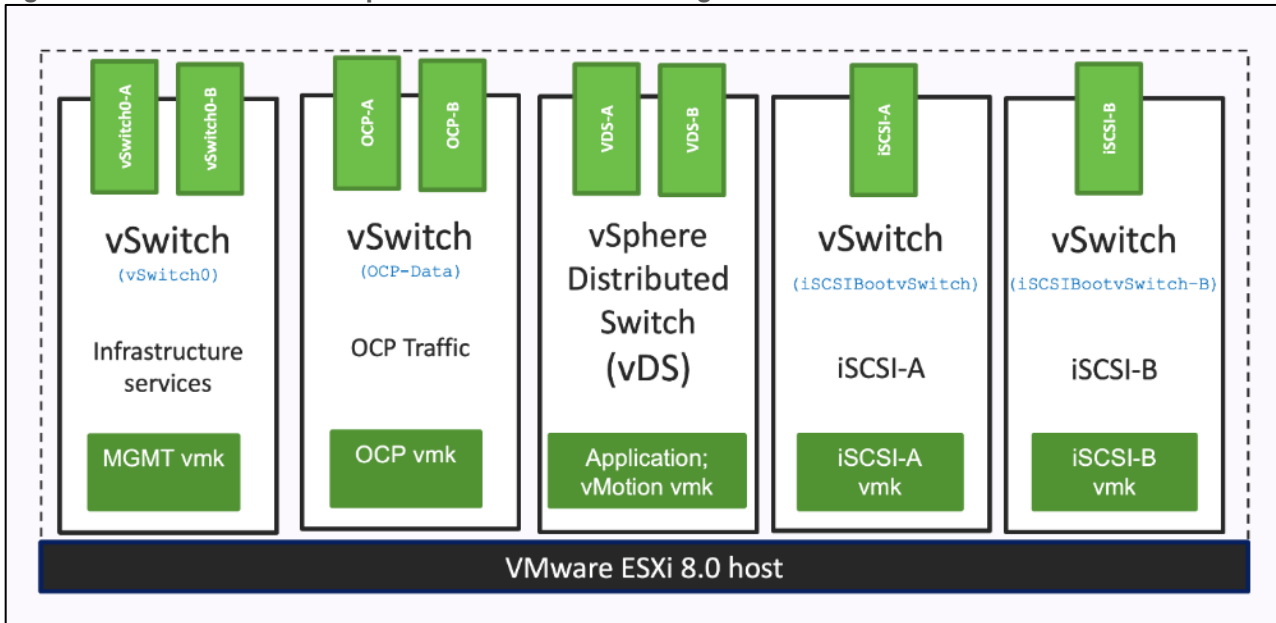 vSwitch0-A
vSwitch0-B
vSwitch
(vSwitch0)
Infrastructure
services
MGMT vmk
OCP-A
OCP-B
vSwitch
(OCP-Data)
OCP Traffic
OCP vmk
VDS-A
VDS-B
vSphere
Distributed
Switch
(vDS)
Application;
vMotion vmk
iSCSI-A
vSwitch
(iSCSIBootvSwitch)
iSCSI-A
iSCSI-A
vmk
iSCSI-B
vSwitch
(iSCSIBootvSwitch-B)
iSCSI-B
iSCSI-B
vmk
VMware ESXi 8.0 host